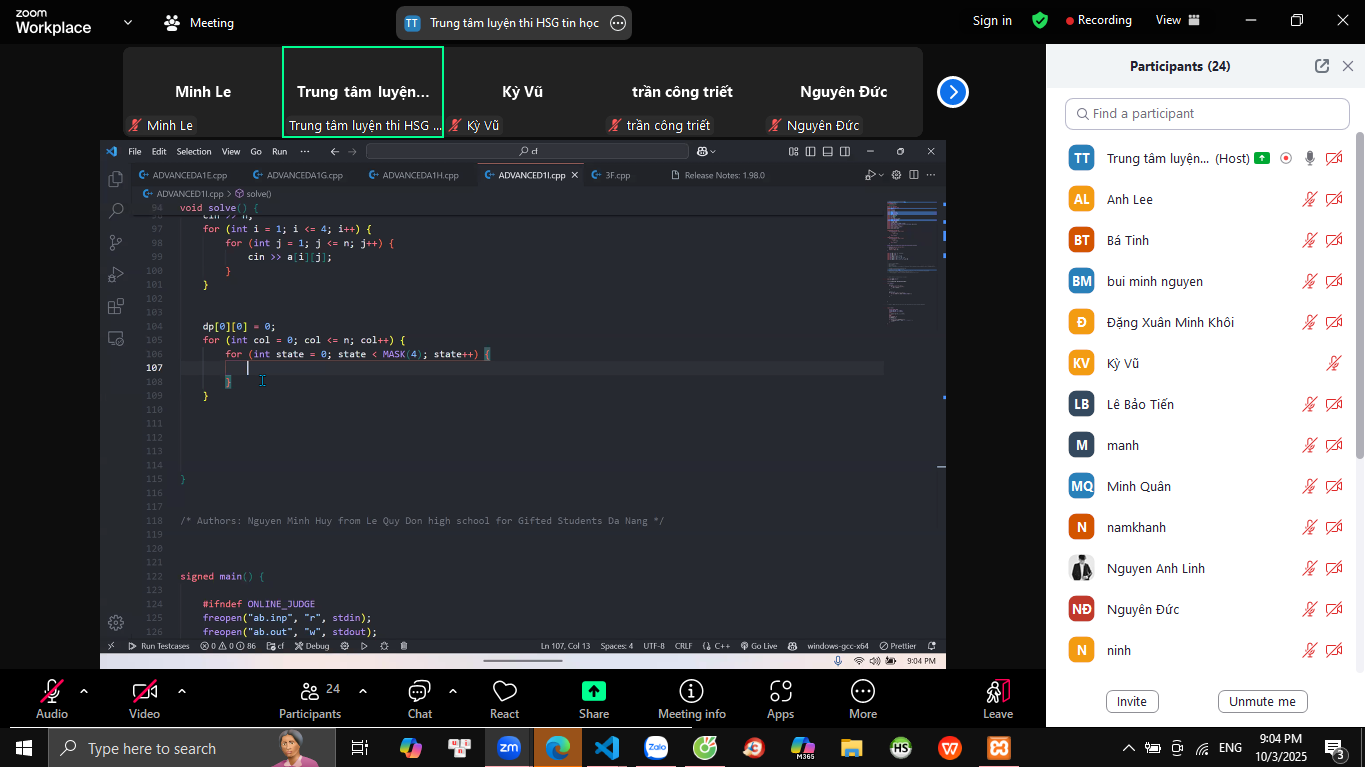 zoom
Workplace
Meeting
TT Trung tâm luyện thi HSG tin học
Sign in
Recording
View
Minh Le
Minh Le
Trung tâm luyện...
Trung tâm luyện thi HSG ...
Kỳ Vũ
Kỳ Vũ
trần công triết
trần công triết
Nguyên Đức
Nguyên Đức
File Edit Selection View Go Run ...
cf
ADVANCEDA1E.cpp
ADVANCEDA1G.cpp
ADVANCEDA1H.cpp
ADVANCED1I.cpp
3F.cpp
Release Notes: 1.98.0
ADVANCED1I.cpp > solve()
94 void solve() {
96 cin >> n;
97 for (int i = 1; i <= 4; i++) {
98 for (int j = 1; j <= n; j++) {
99 cin >> a[i][j];
100 }
101 }
102
103
104 dp[0][0] = 0;
105 for (int col = 0; col <= n; col++) {
106 for (int state = 0; state < MASK(4); state++) {
107
108 }
109 }
110
111
112
113
114
115 }
116
117
118 /* Authors: Nguyen Minh Huy from Le Quy Don high school for Gifted Students Da Nang */
119
120
121
122 signed main() {
123
124 #ifndef ONLINE_JUDGE
125 freopen("ab.inp", "r", stdin);
126 freopen("ab.out", "w", stdout);
Run Testcases 0 0 86 cf Debug Ln 107, Col 13 Spaces: 4 UTF-8 CRLF C++ Go Live windows-gcc-x64 Prettier
9:04 PM
Participants (24)
Find a participant
TT Trung tâm luyện... (Host)
AL Anh Lee
BT Bá Tinh
BM bui minh nguyen
Đ Đặng Xuân Minh Khôi
KV Kỳ Vũ
LB Lê Bảo Tiến
M manh
MQ Minh Quân
N namkhanh
Nguyen Anh Linh
NĐ Nguyên Đức
N ninh
Invite
Unmute me
Audio
Video
24
Participants
Chat
React
Share
Meeting info
Apps
More
Leave
Type here to search
zm
Zalo
M365
HS
ENG
9:04 PM
10/3/2025
3